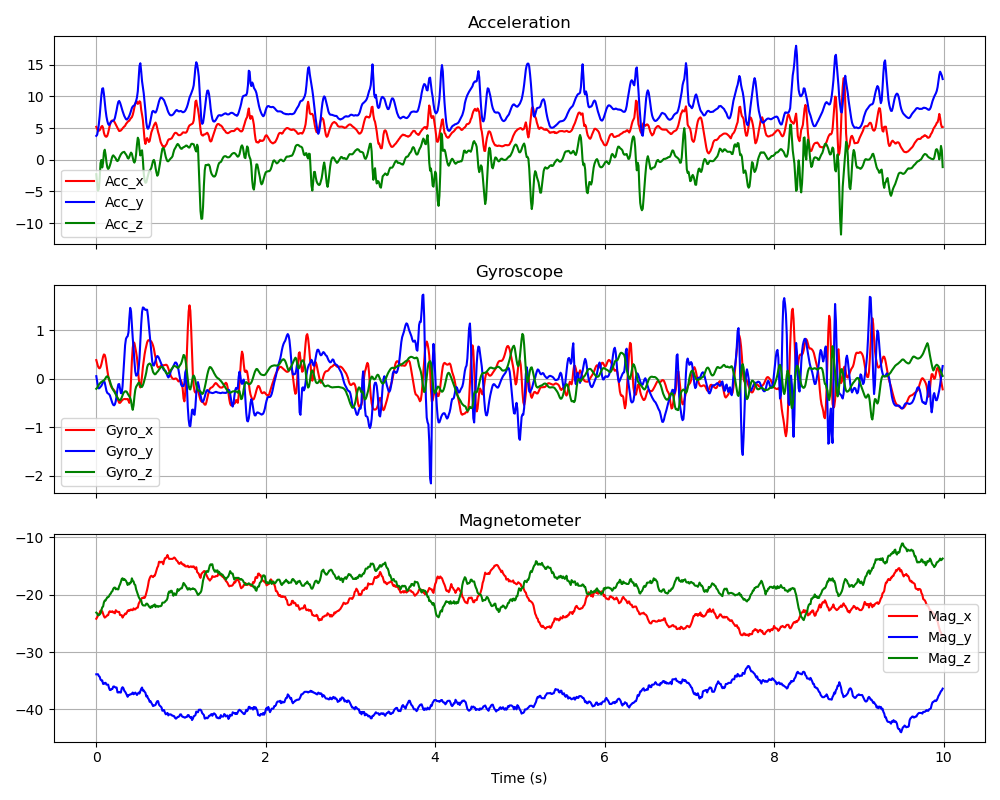 Acceleration
15
10
5
0
−5
−10
Acc_x
Acc_y
Acc_z
Gyroscope
1
0
−1
−2
Gyro_x
Gyro_y
Gyro_z
Magnetometer
−10
−20
−30
−40
Mag_x
Mag_y
Mag_z
0 2 4 6 8 10
Time (s)